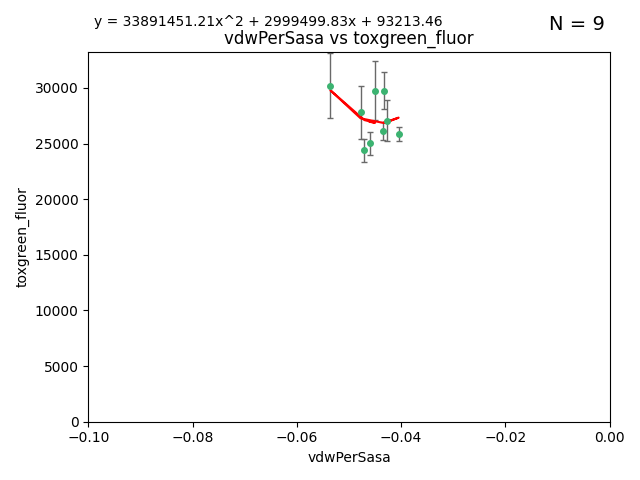 y = 33891451.21x^2 + 2999499.83x + 93213.46
N = 9
vdwPerSasa vs toxgreen_fluor
30000
25000
20000
15000
10000
5000
0
toxgreen_fluor
−0.10
−0.08
−0.06
−0.04
−0.02
0.00
vdwPerSasa